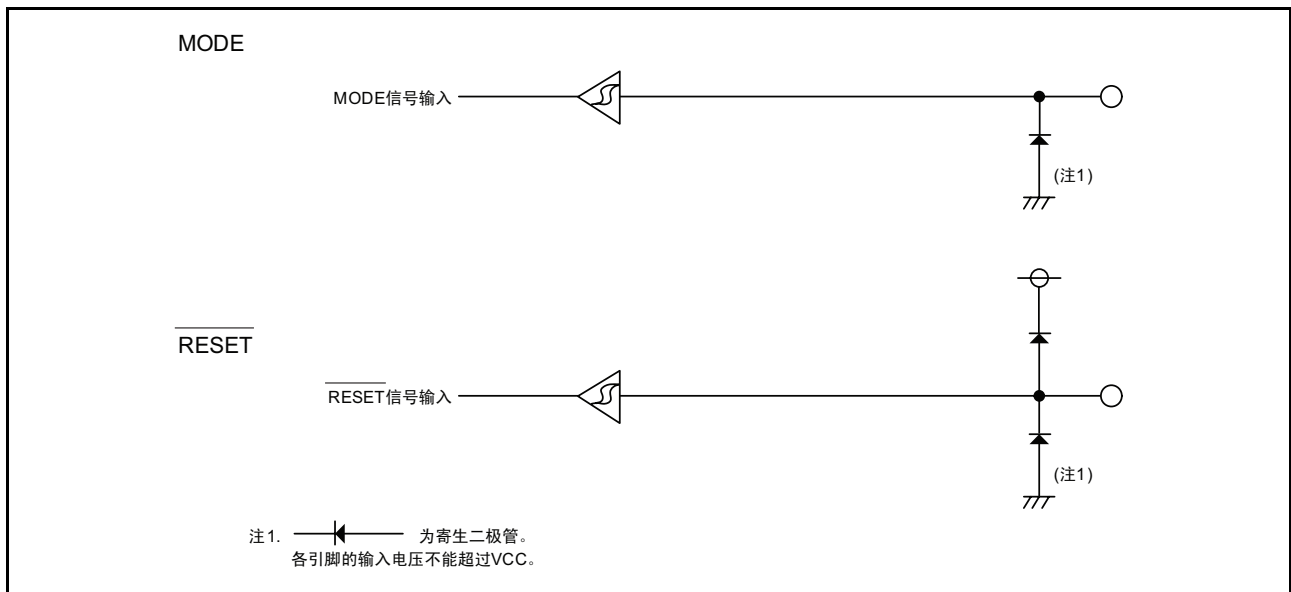 MODE
MODE信号输入
(注1)
RESET
RESET信号输入
(注1)
注1. 为寄生二极管。
各引脚的输入电压不能超过VCC。